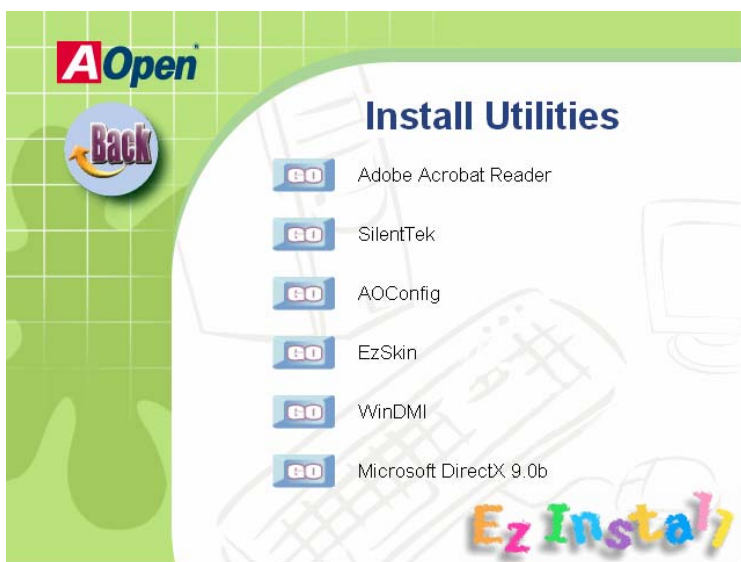 AOpen
Back
Install Utilities
GO Adobe Acrobat Reader
GO SilentTek
GO AOConfig
GO EzSkin
GO WinDMI
GO Microsoft DirectX 9.0b
Ez Install